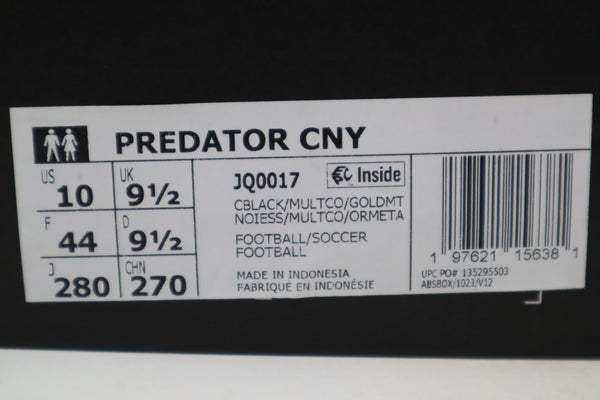 PREDATOR CNY
US 10 UK 9½
F 44 D 9½
J 280 CHN 270
JQ0017 Inside
CBLACK/MULTCO/GOLDMT
NOIESS/MULTCO/ORMETA
FOOTBALL/SOCCER
FOOTBALL
MADE IN INDONESIA
FABRIQUÉ EN INDONÉSIE
1 97621 15638 1
UPC PO# 135295503
ABSBOX/1023/V12